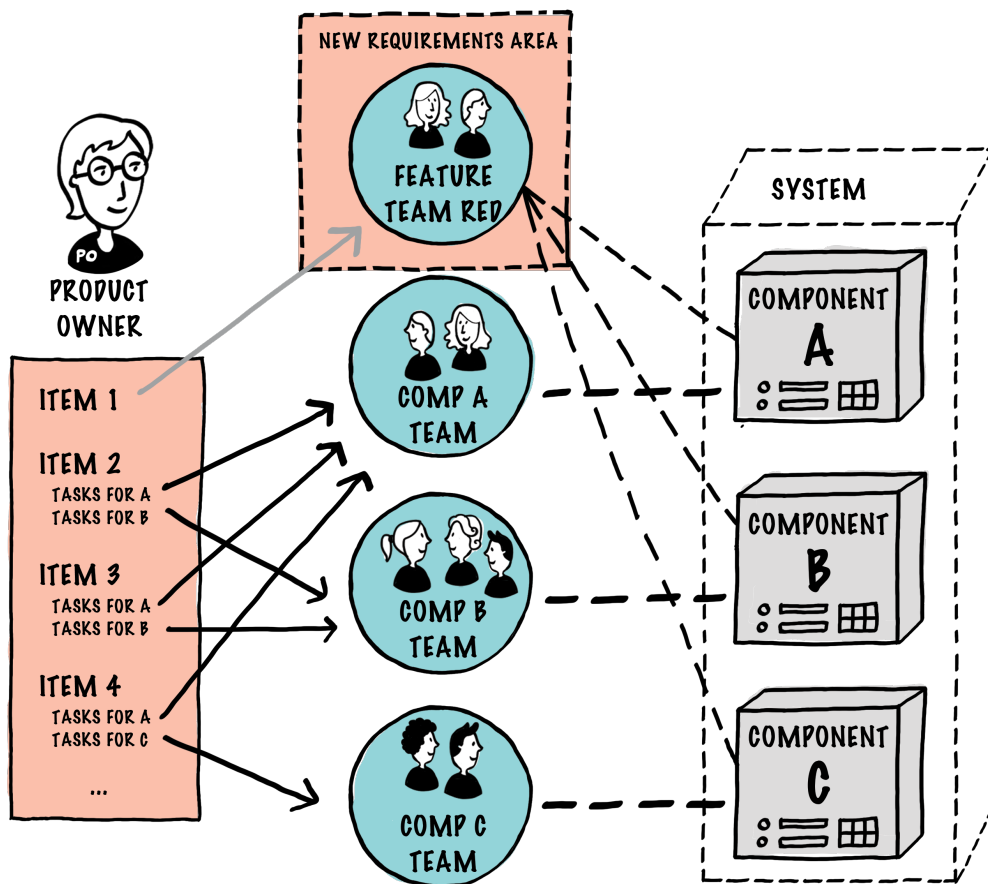 NEW REQUIREMENTS AREA
FEATURE
TEAM RED
PO
PRODUCT
OWNER
ITEM 1
ITEM 2
TASKS FOR A
TASKS FOR B
ITEM 3
TASKS FOR A
TASKS FOR B
ITEM 4
TASKS FOR A
TASKS FOR C
...
COMP A
TEAM
COMP B
TEAM
COMP C
TEAM
SYSTEM
COMPONENT
A
COMPONENT
B
COMPONENT
C